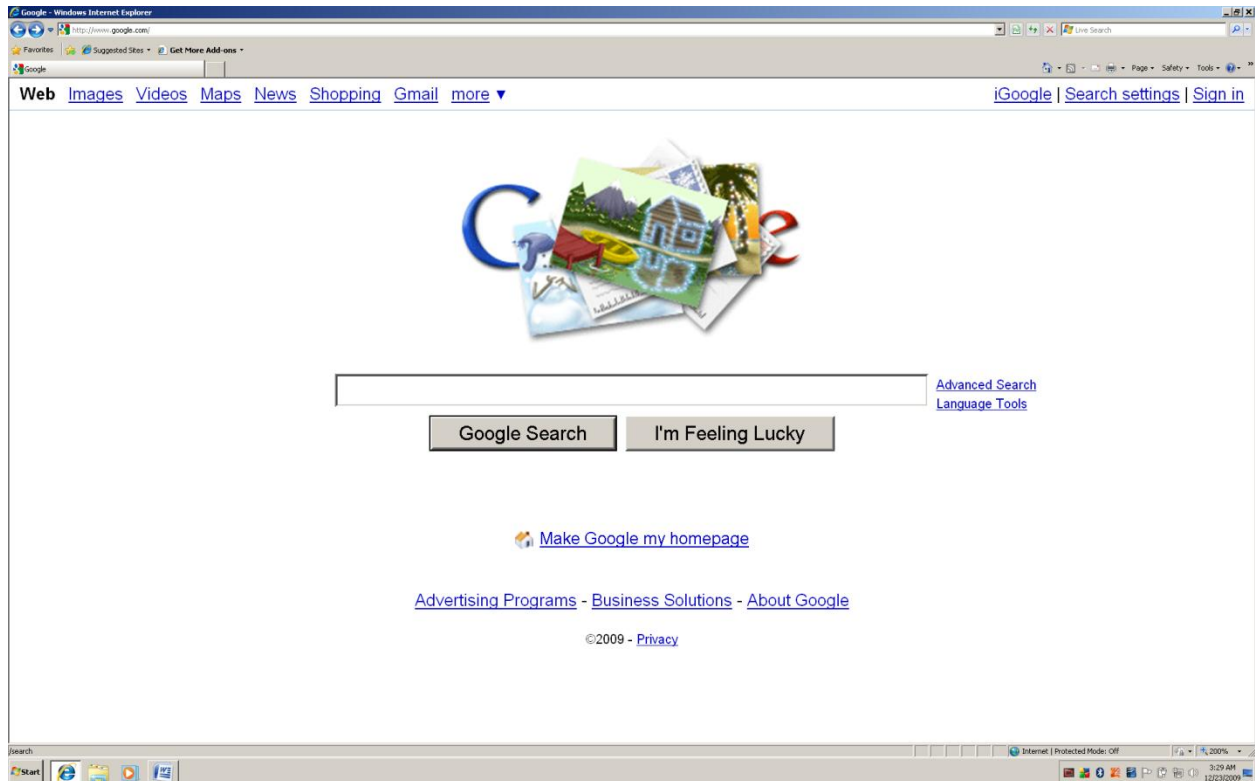 Google - Windows Internet Explorer
http://www.google.com/
Live Search
Favorites Suggested Sites Get More Add-ons
Google
Page Safety Tools
Web Images Videos Maps News Shopping Gmail more ▼
iGoogle | Search settings | Sign in
G e
Advanced Search
Language Tools
Google Search I'm Feeling Lucky
Make Google my homepage
Advertising Programs - Business Solutions - About Google
©2009 - Privacy
/search
Internet | Protected Mode: Off
200%
Start
3:29 AM
12/23/2009